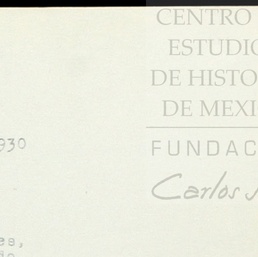 CENTRO
ESTUDIO
DE HISTO
DE MEXI
FUNDAC
Carlos
930
es,